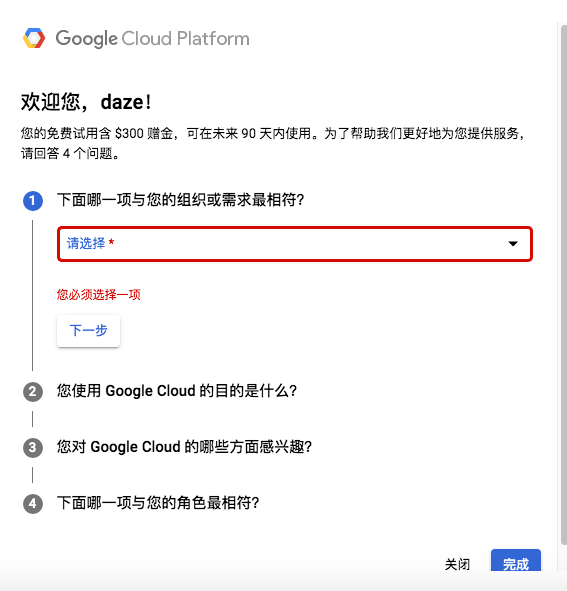 Google Cloud Platform
欢迎您，daze！
您的免费试用含 $300 赠金，可在未来 90 天内使用。为了帮助我们更好地为您提供服务，
请回答 4 个问题。
1 下面哪一项与您的组织或需求最相符？
请选择 *
您必须选择一项
下一步
2 您使用 Google Cloud 的目的是什么？
3 您对 Google Cloud 的哪些方面感兴趣？
4 下面哪一项与您的角色最相符？
关闭 完成